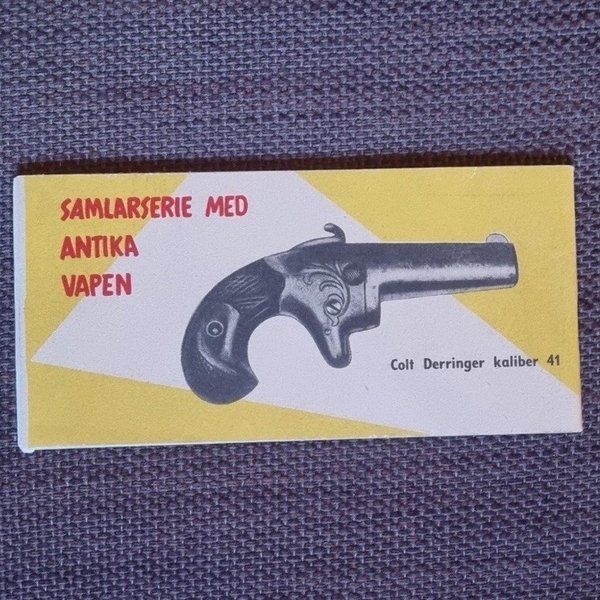 SAMLARSERIE MED
ANTIKA
VAPEN
Colt Derringer kaliber 41